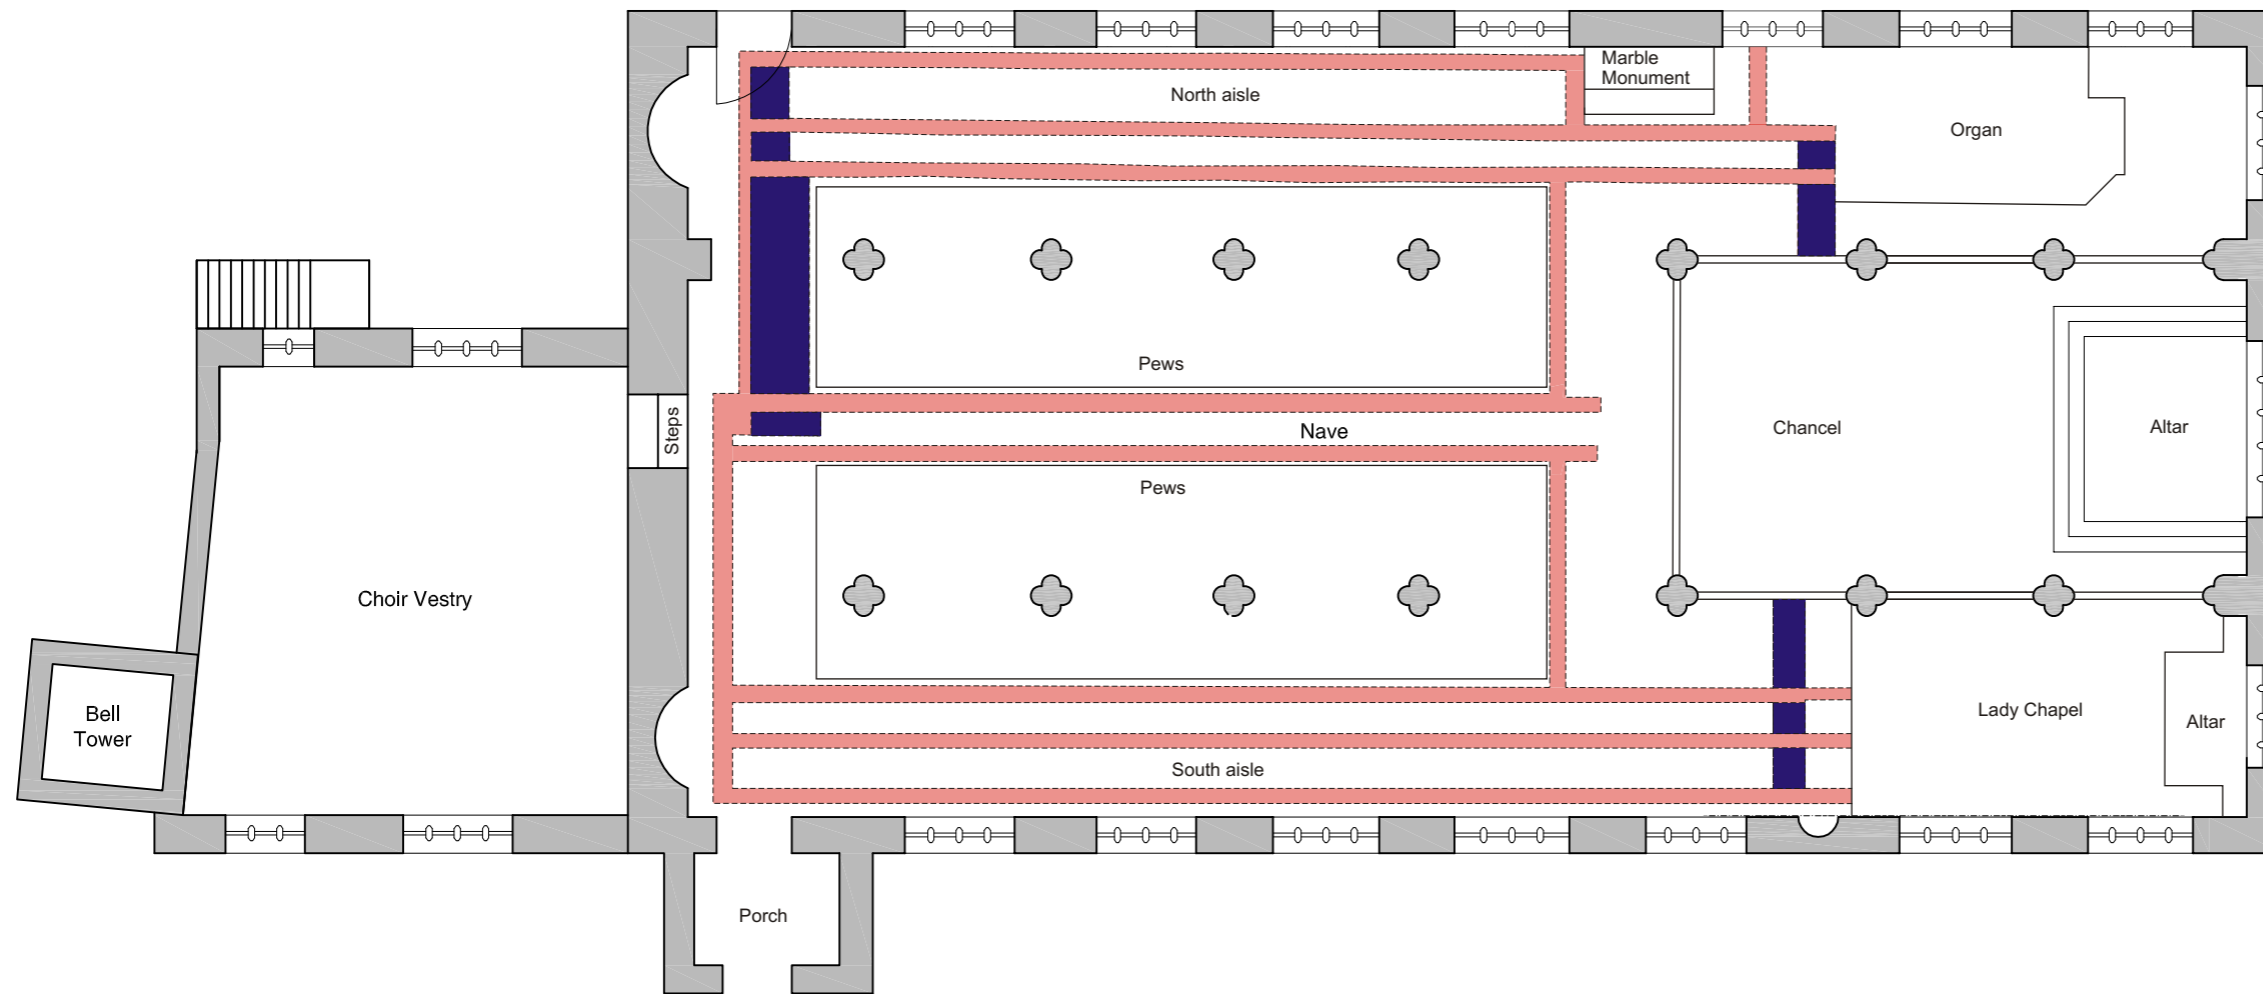 Marble
Monument
North aisle
Organ
Pews
Steps
Nave
Chancel
Altar
Pews
Choir Vestry
Bell
Tower
Lady Chapel
Altar
South aisle
Porch